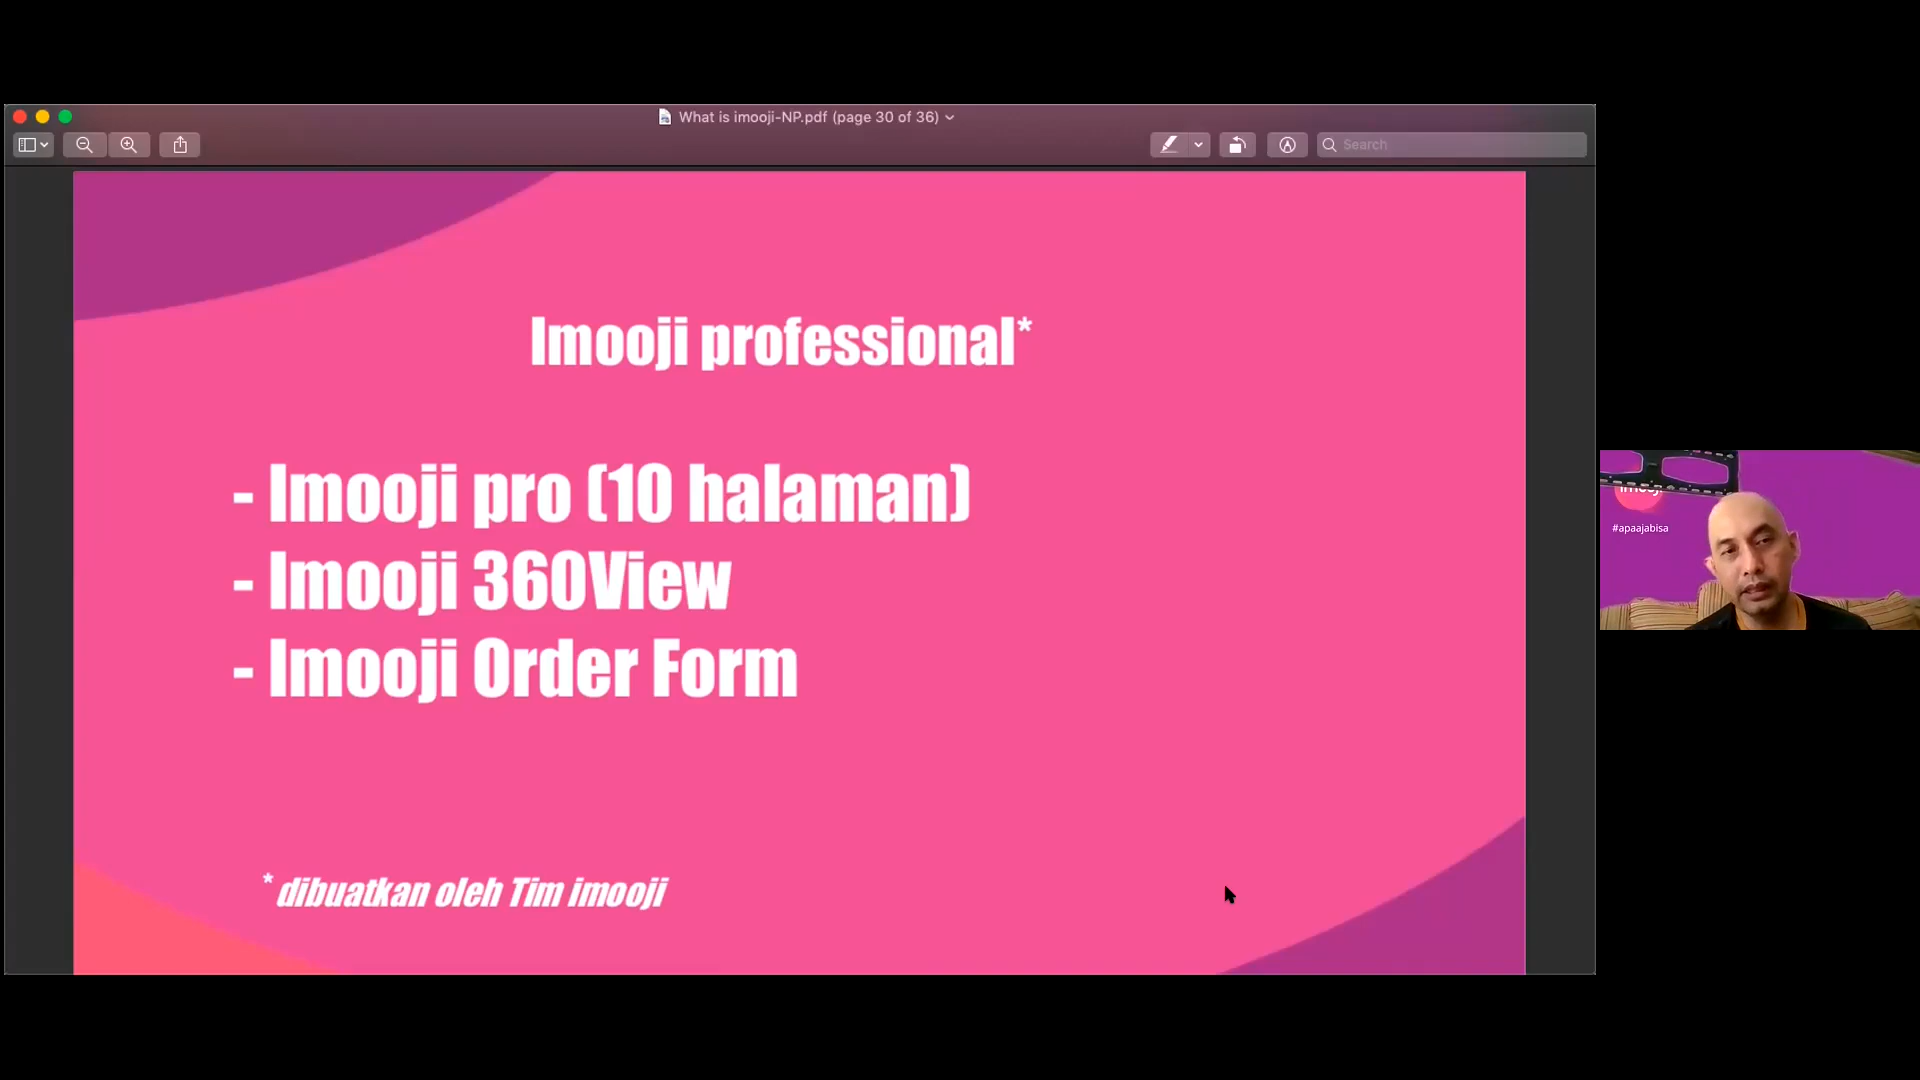 What is imooji-NP.pdf (page 30 of 36)
Search
Imooji professional*
- Imooji pro (10 halaman)
- Imooji 360View
- Imooji Order Form
* dibuatkan oleh Tim imooji
#apaajabisa